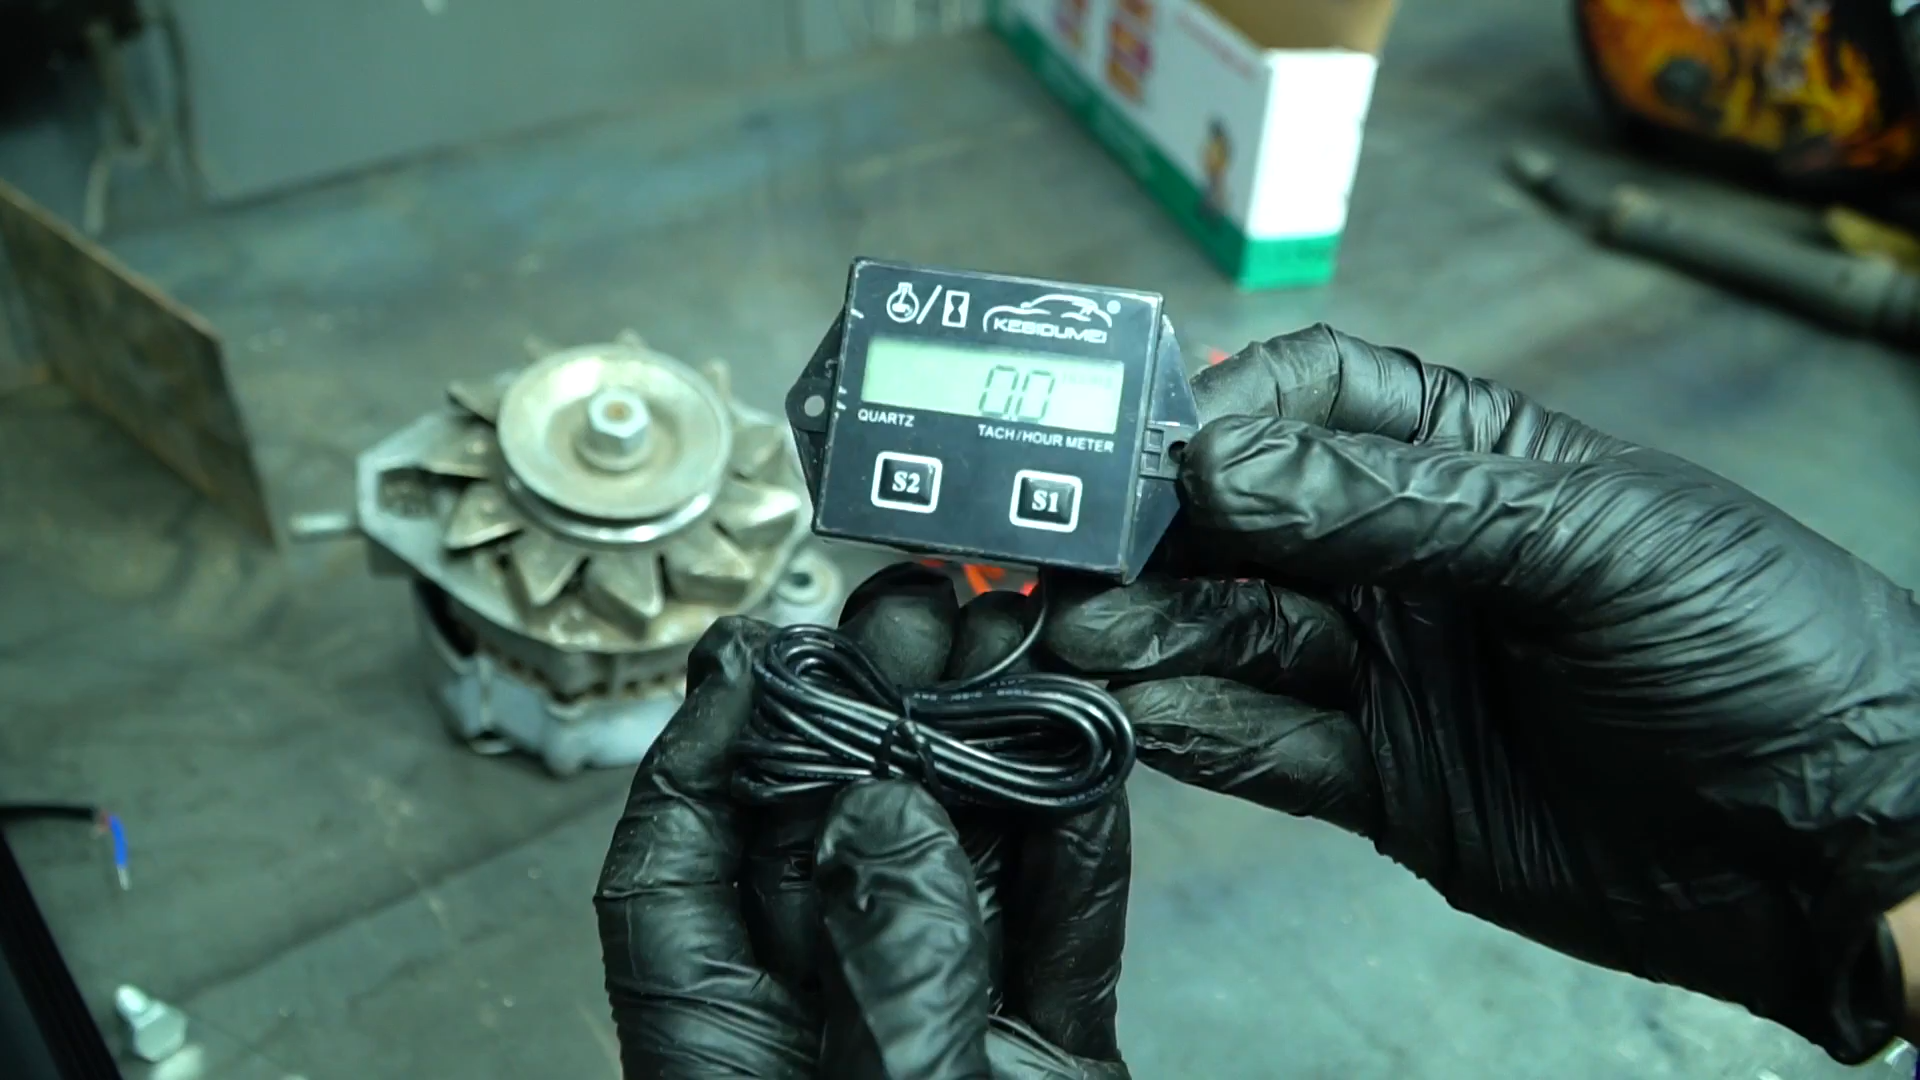 KEBIDUMEI
0.0
QUARTZ
TACH/HOUR METER
S2
S1